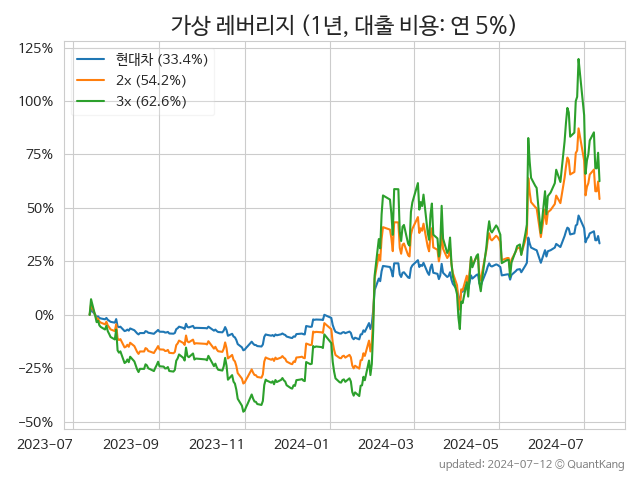 가상 레버리지 (1년, 대출 비용: 연 5%)
현대차 (33.4%)
2x (54.2%)
3x (62.6%)
125%
100%
75%
50%
25%
0%
−25%
−50%
2023-07 2023-09 2023-11 2024-01 2024-03 2024-05 2024-07
updated: 2024-07-12 © QuantKang